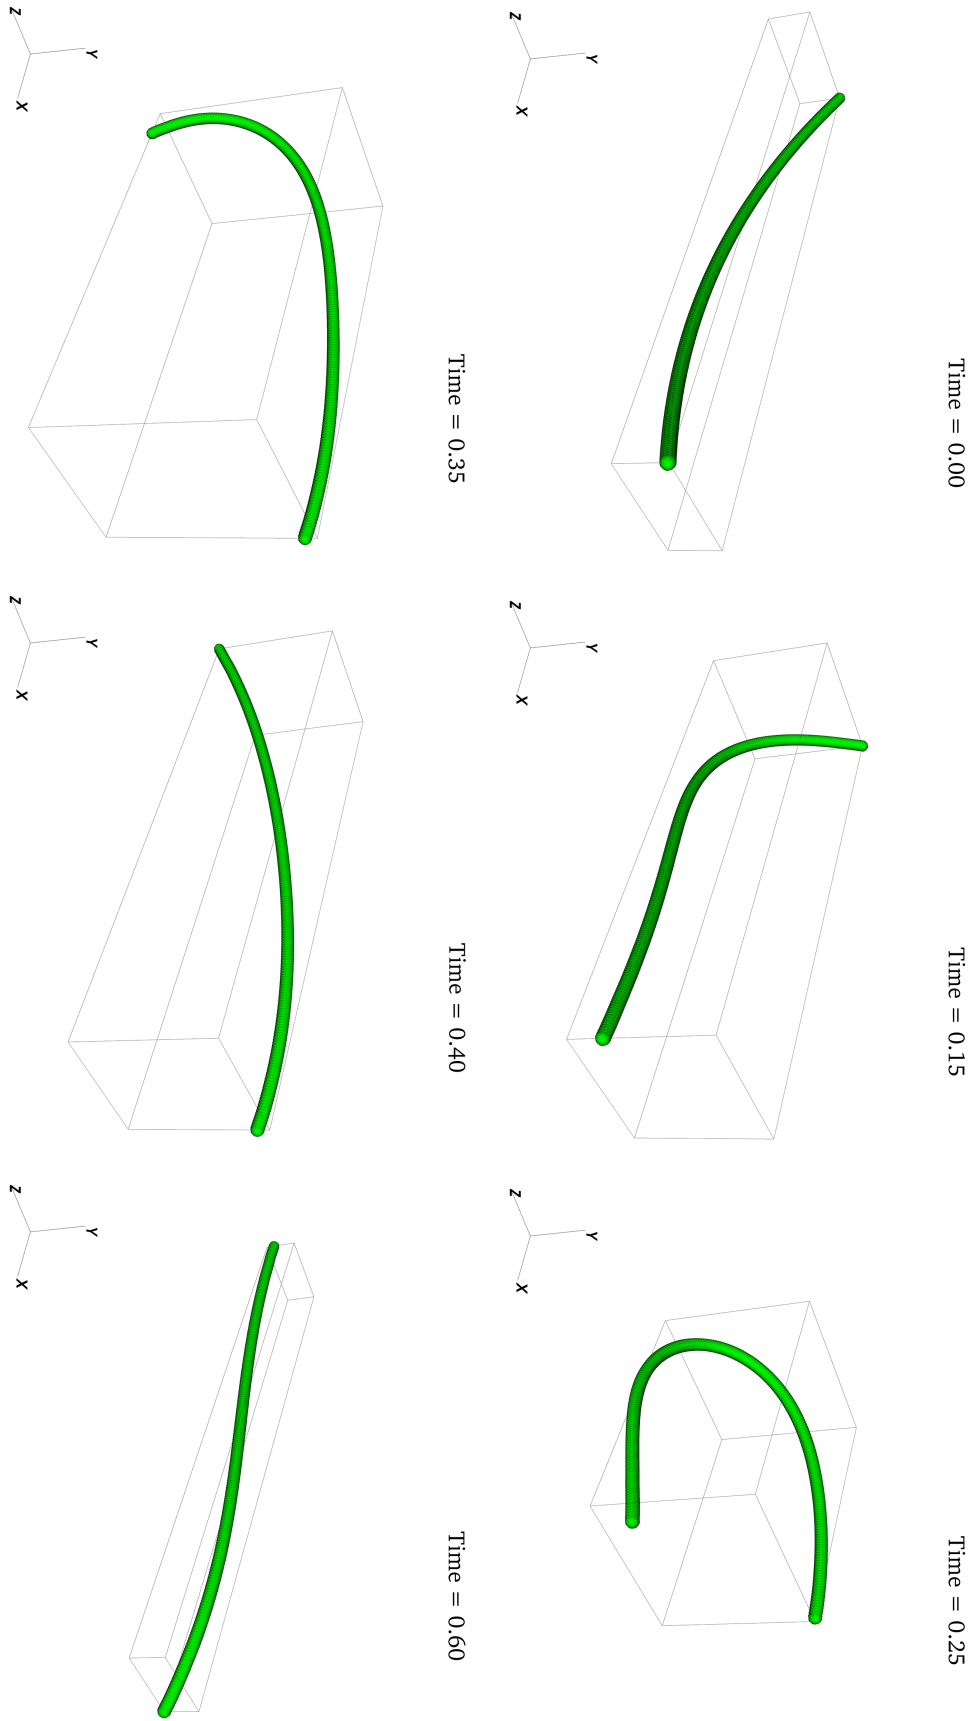 Time = 0.00
Y
Z X
Time = 0.15
Y
Z X
Time = 0.25
Y
Z X
Time = 0.35
Y
Z X
Time = 0.40
Y
Z X
Time = 0.60
Y
Z X